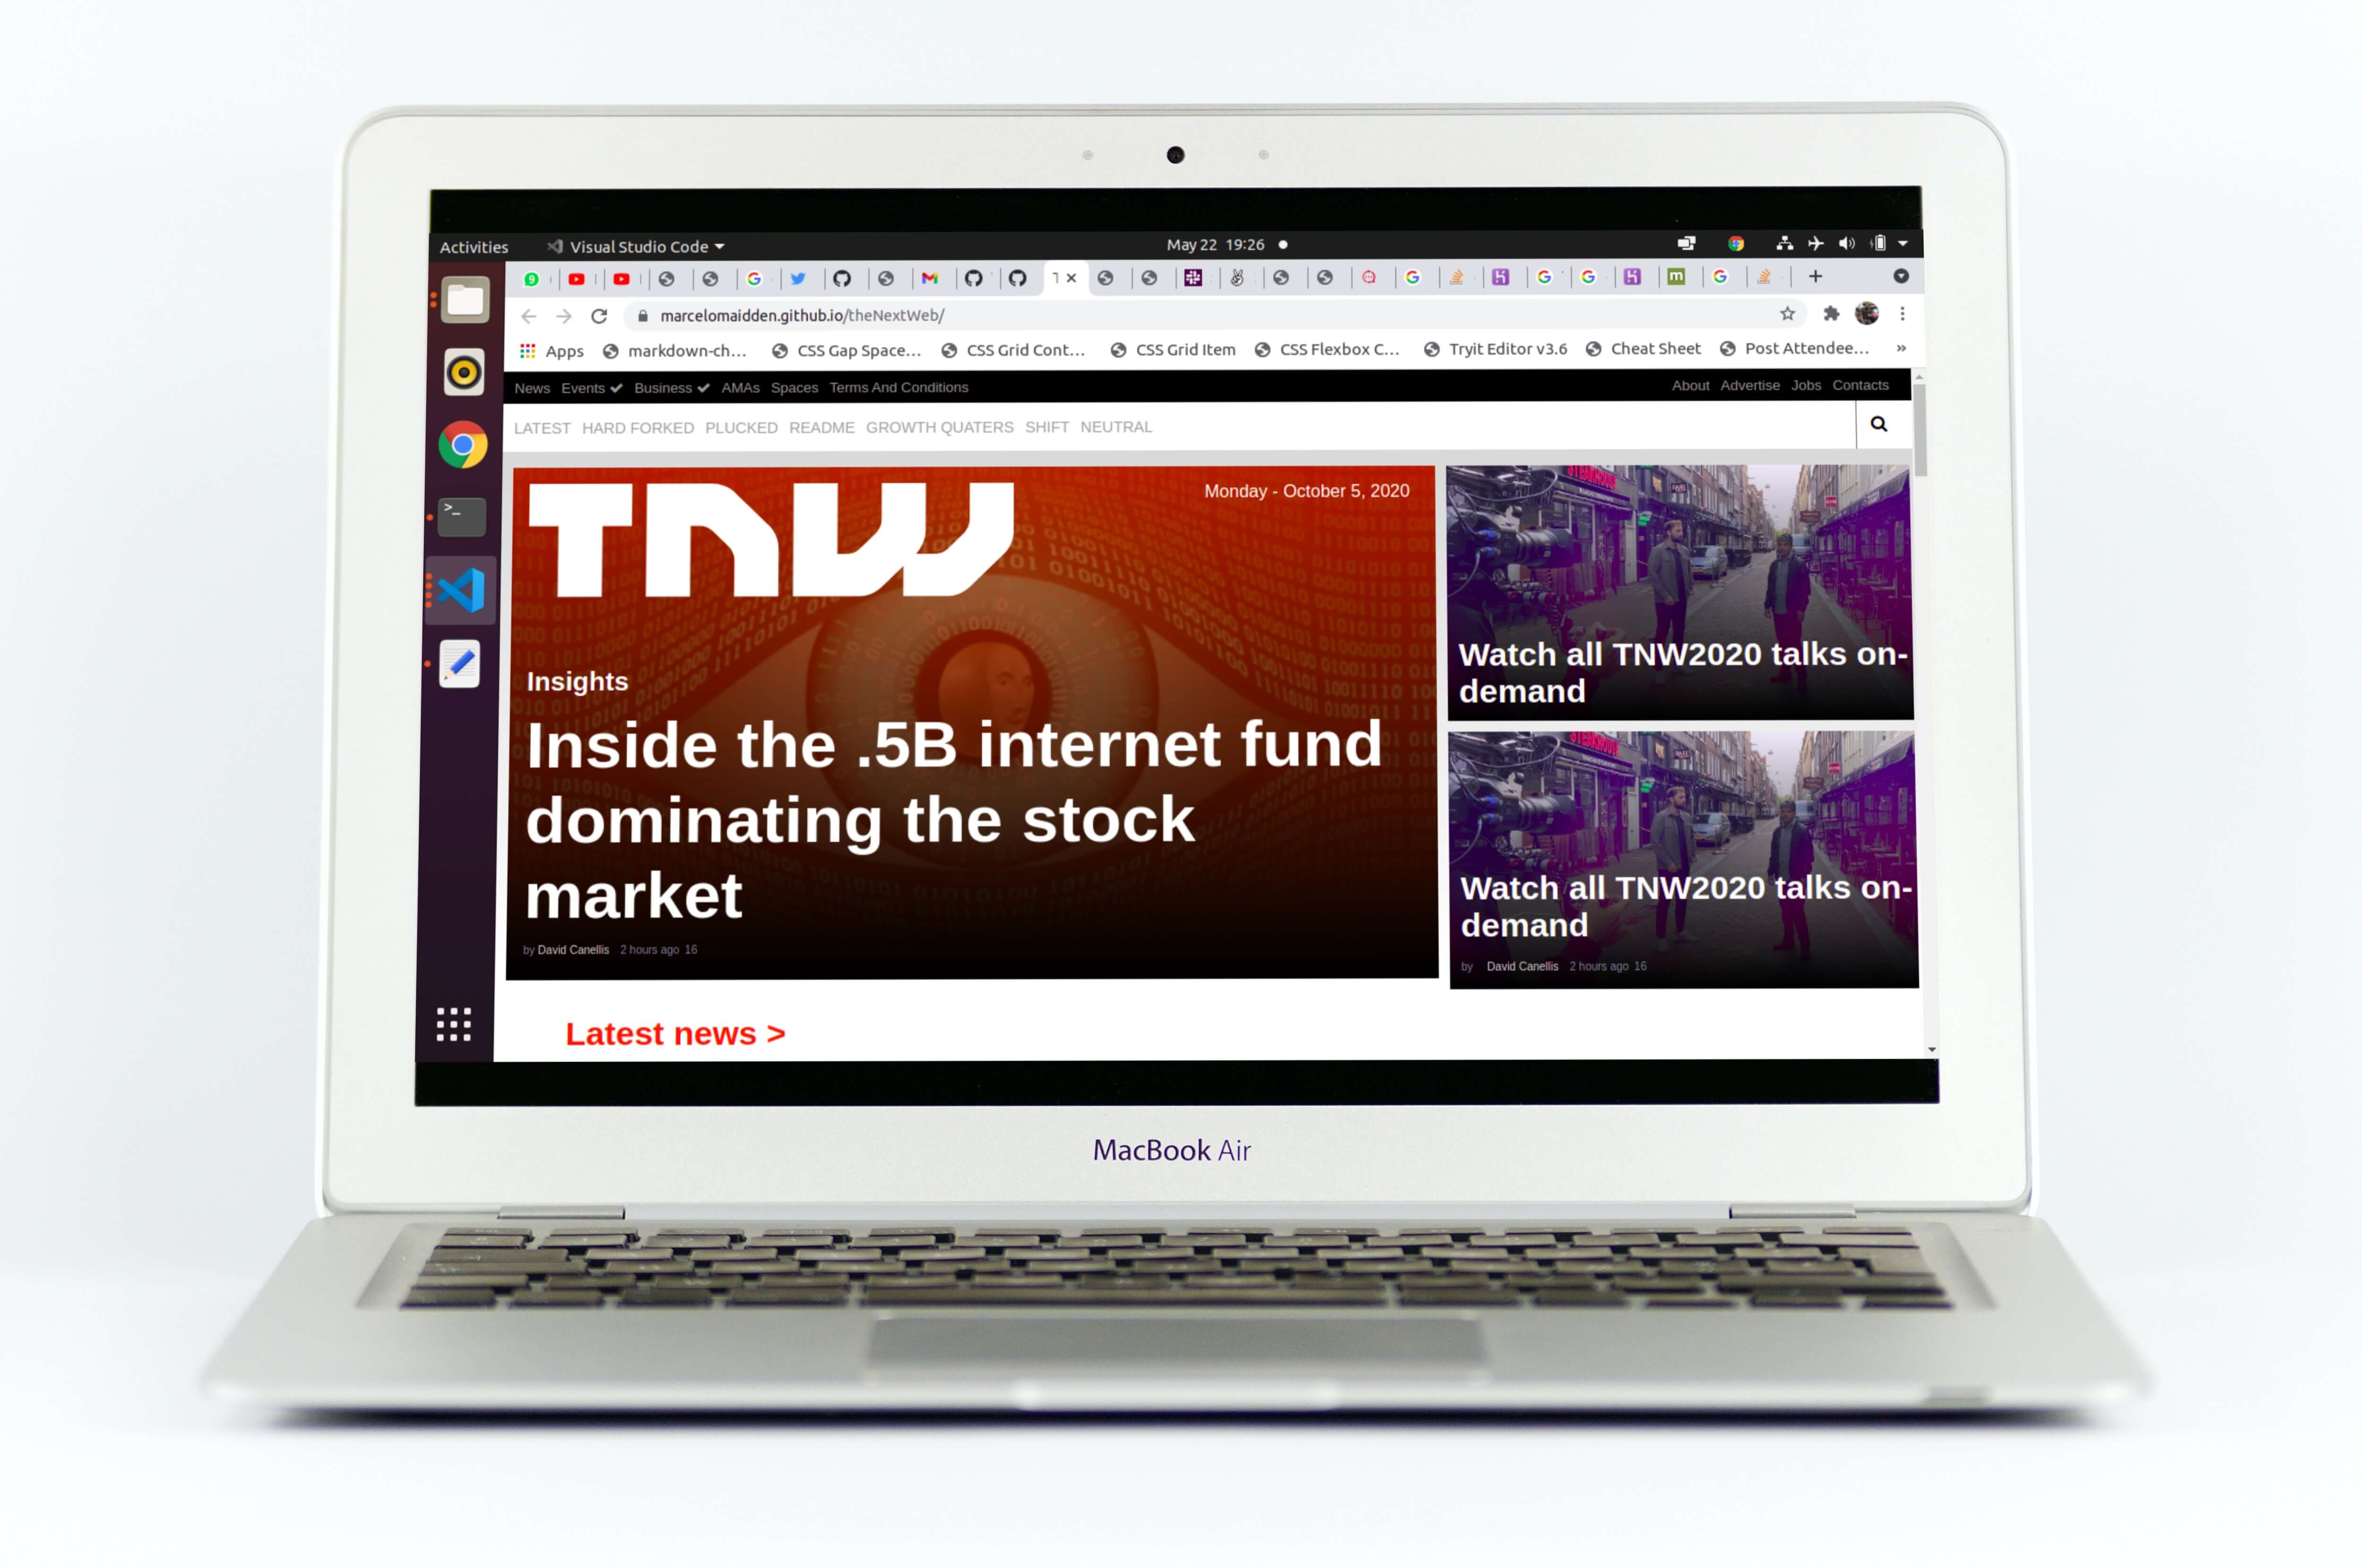 Activities Visual Studio Code May 22 19:26
marcelomaidden.github.io/theNextWeb/
Apps markdown-ch... CSS Gap Space... CSS Grid Cont... CSS Grid Item CSS Flexbox C... Tryit Editor v3.6 Cheat Sheet Post Attendee... »
News Events Business AMAs Spaces Terms And Conditions About Advertise Jobs Contacts
LATEST HARD FORKED PLUCKED README GROWTH QUATERS SHIFT NEUTRAL
TNW
Monday - October 5, 2020
Insights
Inside the .5B internet fund
dominating the stock
market
by David Canellis 2 hours ago 16
STEAKHOUSE
Watch all TNW2020 talks on-
demand
STEAKHOUSE
Watch all TNW2020 talks on-
demand
by David Canellis 2 hours ago 16
Latest news >
MacBook Air